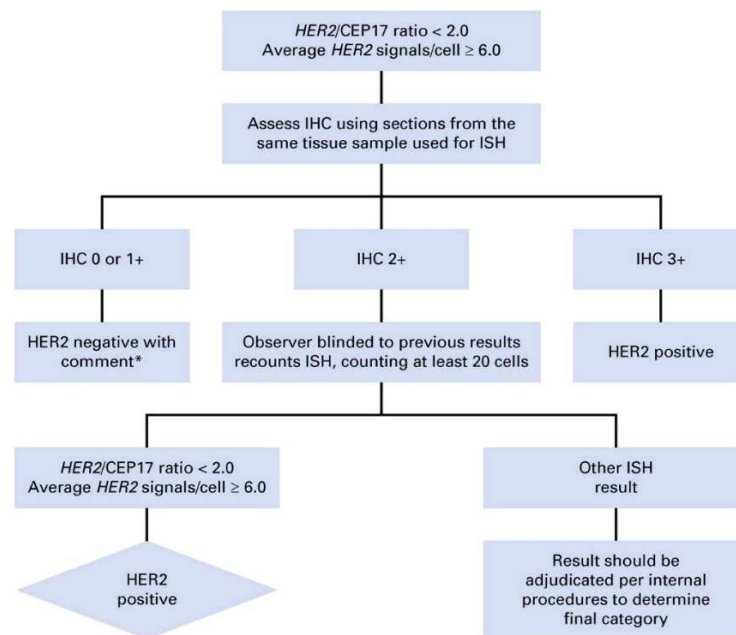 HER2/CEP17 ratio < 2.0
Average HER2 signals/cell ≥ 6.0
Assess IHC using sections from the
same tissue sample used for ISH
IHC 0 or 1+
IHC 2+
IHC 3+
HER2 negative with
comment*
Observer blinded to previous results
recounts ISH, counting at least 20 cells
HER2 positive
HER2/CEP17 ratio < 2.0
Average HER2 signals/cell ≥ 6.0
Other ISH
result
HER2
positive
Result should be
adjudicated per internal
procedures to determine
final category